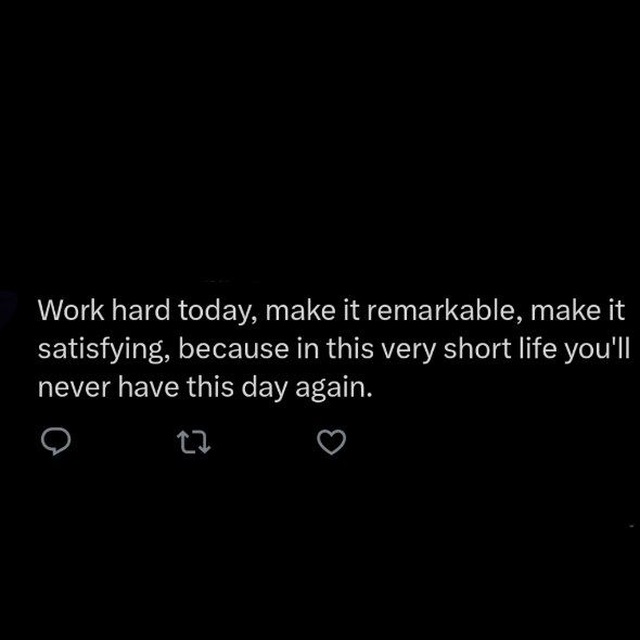 Work hard today, make it remarkable, make it
satisfying, because in this very short life you'll
never have this day again.